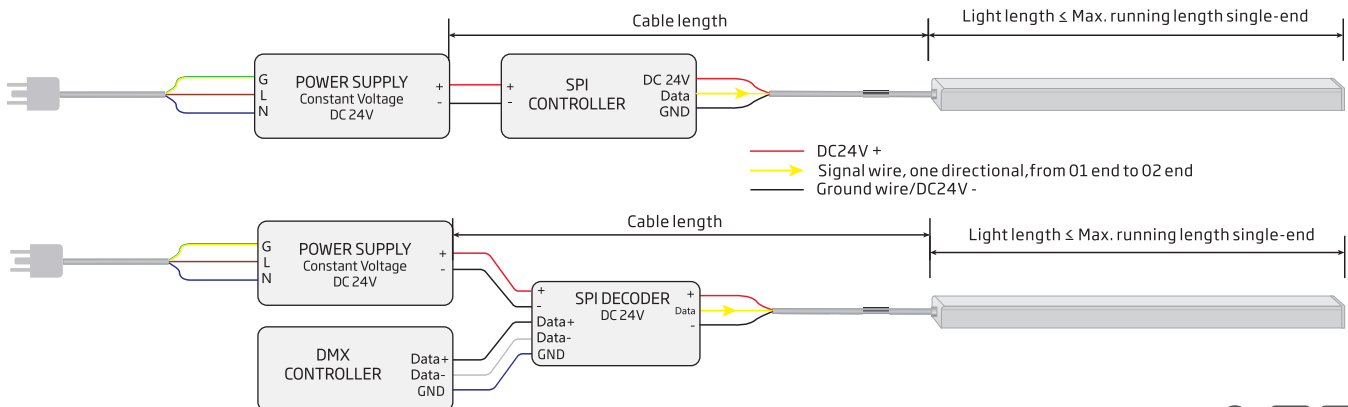 Cable length
Light length ≤ Max. running length single-end
G
L
N
POWER SUPPLY
Constant Voltage
DC 24V
+
-
+
-
SPI
CONTROLLER
DC 24V
Data
GND
DC24V +
Signal wire, one directional,from 01 end to 02 end
Ground wire/DC24V -
Cable length
Light length ≤ Max. running length single-end
G
L
N
POWER SUPPLY
Constant Voltage
DC 24V
+
-
+
-
Data+
Data-
GND
SPI DECODER
DC 24V
+
Data
-
DMX
CONTROLLER
Data+
Data-
GND